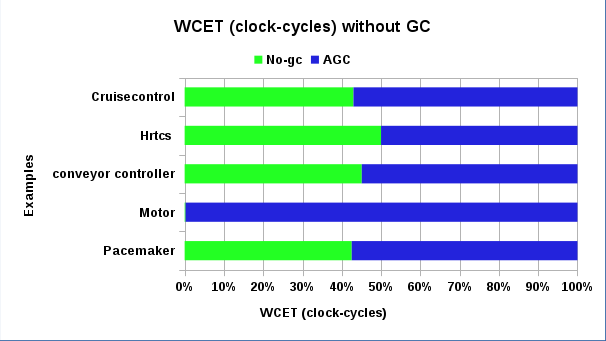 WCET (clock-cycles) without GC
No-gc AGC
Cruisecontrol
Hrtcs
conveyor controller
Motor
Pacemaker
Examples
0% 10% 20% 30% 40% 50% 60% 70% 80% 90% 100%
WCET (clock-cycles)